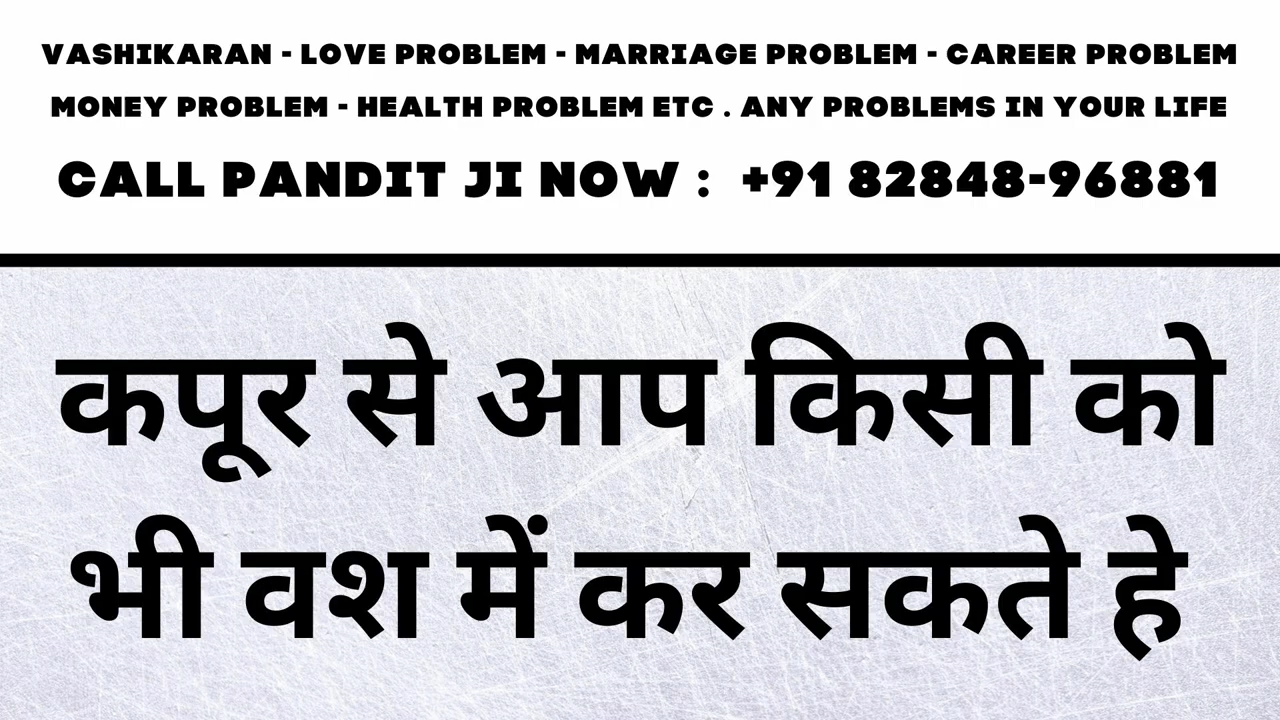 VASHIKARAN - LOVE PROBLEM - MARRIAGE PROBLEM - CAREER PROBLEM
MONEY PROBLEM - HEALTH PROBLEM ETC . ANY PROBLEMS IN YOUR LIFE
CALL PANDIT JI NOW : +91 82848-96881
कपूर से आप किसी को
भी वश में कर सकते हे